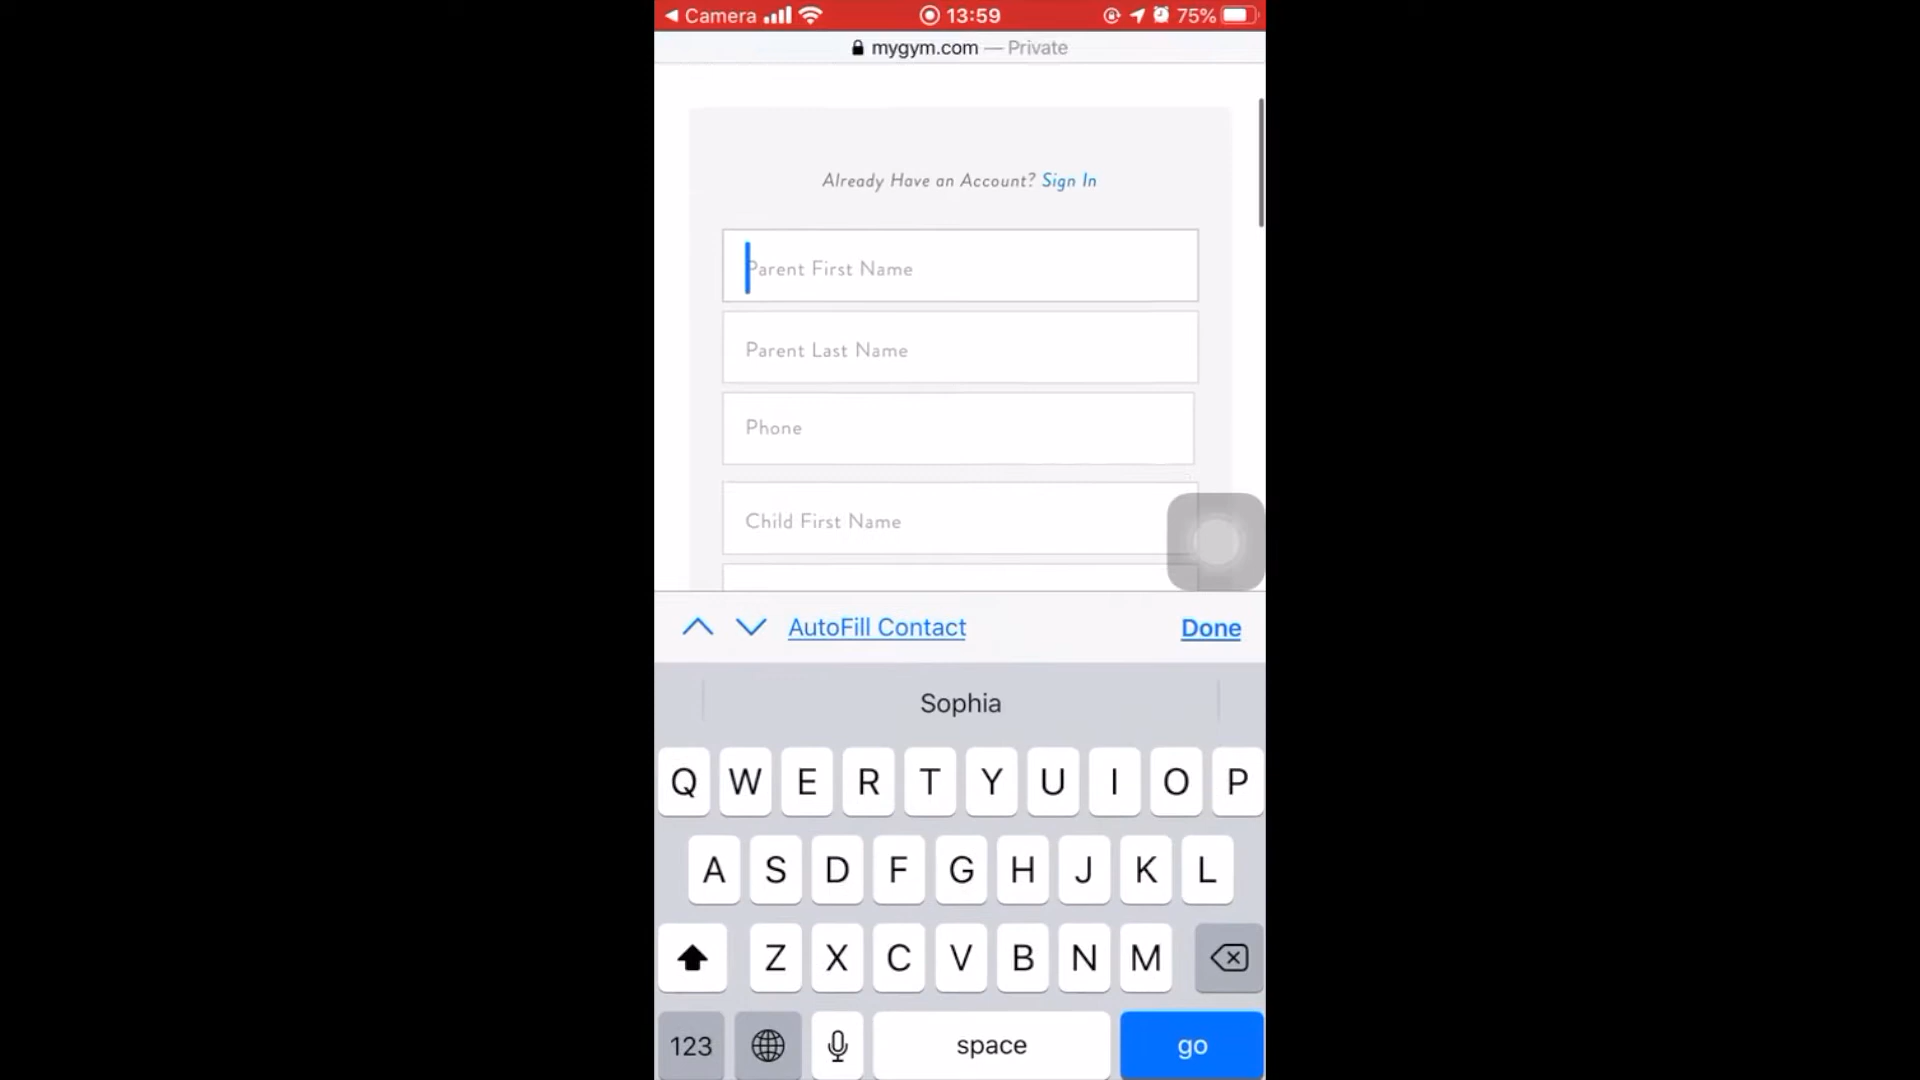 Camera 13:59 75%
mygym.com — Private
Already Have an Account? Sign In
Parent First Name
Parent Last Name
Phone
Child First Name
AutoFill Contact Done
Sophia
Q W E R T Y U I O P
A S D F G H J K L
Z X C V B N M
123 space go